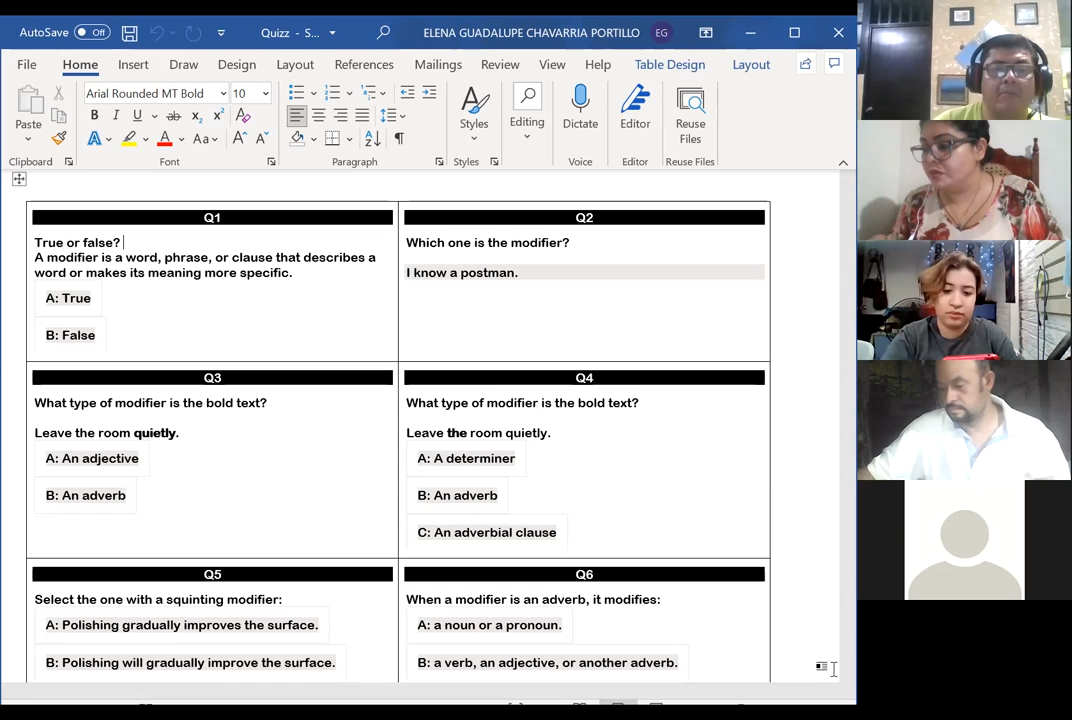 AutoSave Off Quizz - S... ELENA GUADALUPE CHAVARRIA PORTILLO EG
File Home Insert Draw Design Layout References Mailings Review View Help Table Design Layout
Arial Rounded MT Bold 10
B I U ab x₂ x²
A A Aa A A
Paste Styles Editing Dictate Editor Reuse Files
Clipboard Font Paragraph Styles Voice Editor Reuse Files
Q1
True or false?
A modifier is a word, phrase, or clause that describes a
word or makes its meaning more specific.
A: True
B: False
Q2
Which one is the modifier?
I know a postman.
Q3
What type of modifier is the bold text?
Leave the room quietly.
A: An adjective
B: An adverb
Q4
What type of modifier is the bold text?
Leave the room quietly.
A: A determiner
B: An adverb
C: An adverbial clause
Q5
Select the one with a squinting modifier:
A: Polishing gradually improves the surface.
B: Polishing will gradually improve the surface.
Q6
When a modifier is an adverb, it modifies:
A: a noun or a pronoun.
B: a verb, an adjective, or another adverb.